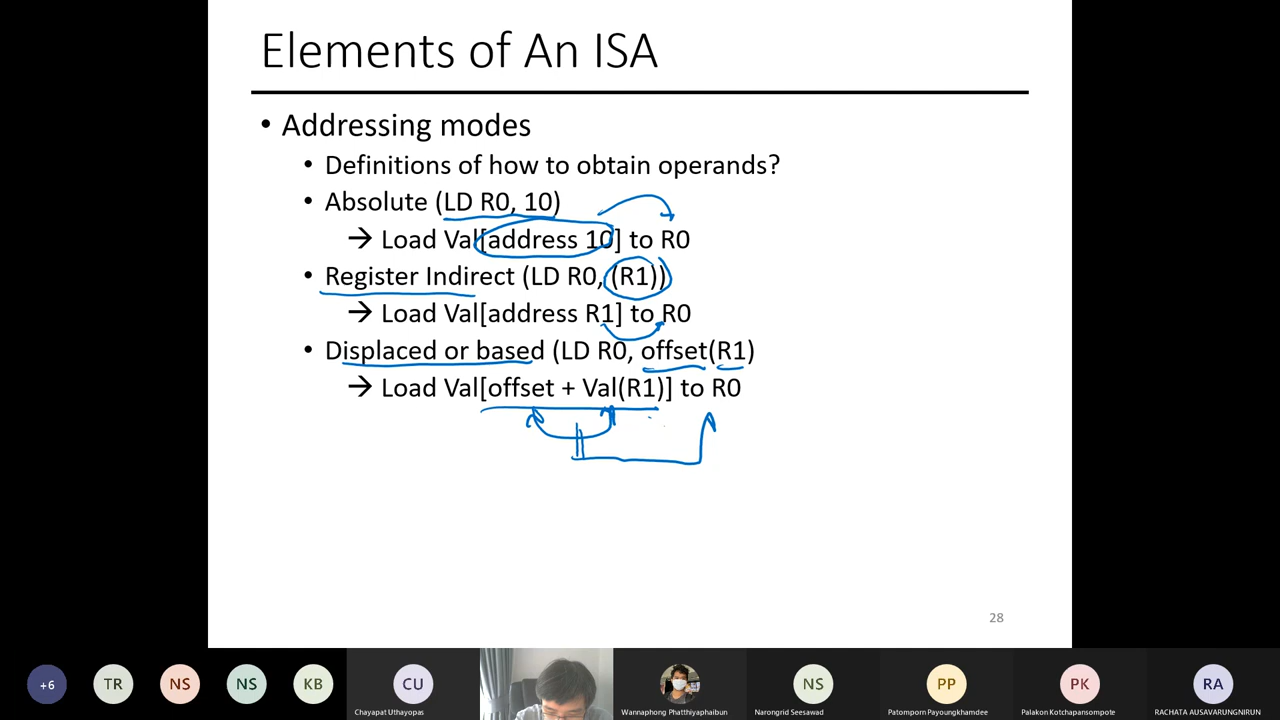 Elements of An ISA
• Addressing modes
• Definitions of how to obtain operands?
• Absolute (LD R0, 10)
→ Load Val[address 10] to R0
• Register Indirect (LD R0, (R1))
→ Load Val[address R1] to R0
• Displaced or based (LD R0, offset(R1)
→ Load Val[offset + Val(R1)] to R0
28
+6 TR NS NS KB CU NS PP PK RA
Chayapat Uthayopas Wannaphong Phatthiyaphaibun Narongrid Seesawad Patomporn Payoungkhamdee Palakon Kotchapansompote RACHATA AUSAVARUNGNIRUN